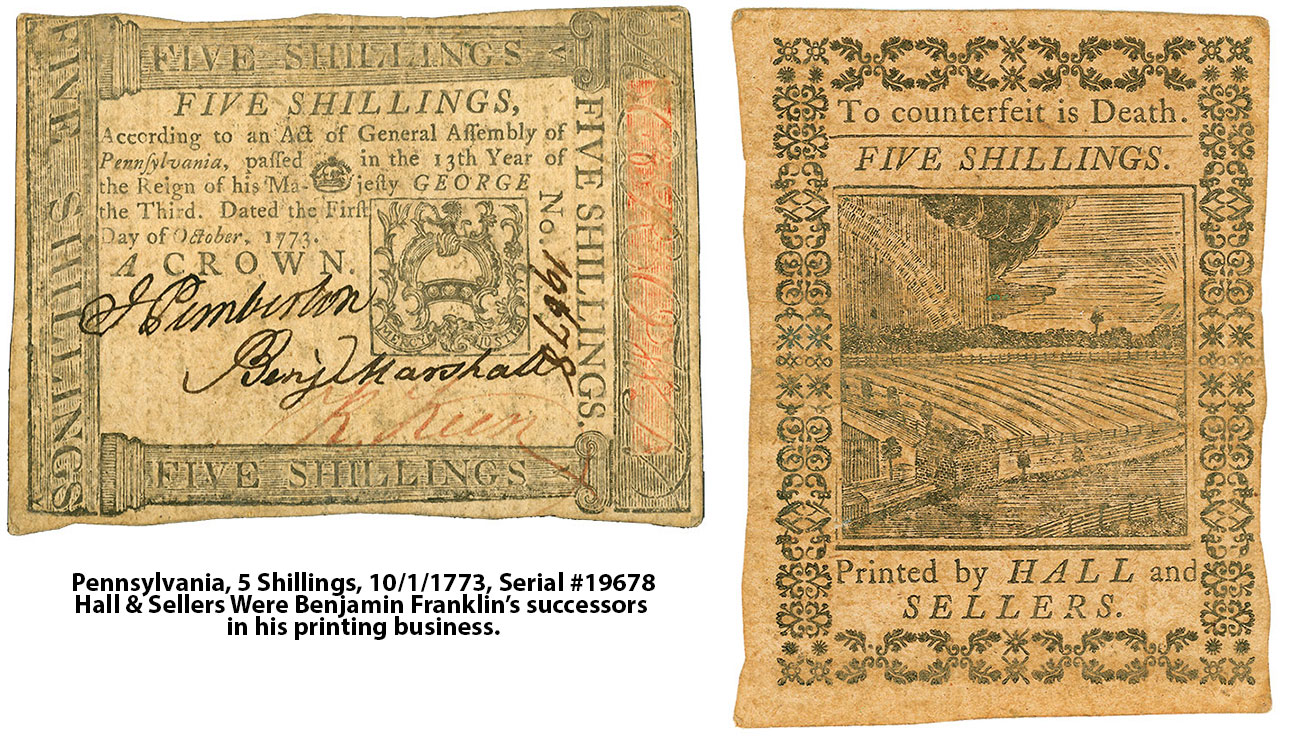 FIVE SHILLINGS
FIVE SHILLINGS
FIVE SHILLINGS,
According to an Act of General Aſſembly of
Pennſylvania, paſſed in the 13th Year of
the Reign of his Ma-jeſty GEORGE
the Third. Dated the Firſt
Day of October, 1773.
A CROWN.
No. 19678
FIVE SHILLINGS.
J Pemberton
Benj Marshall
K. Keen
FIVE SHILLINGS
To counterfeit is Death.
FIVE SHILLINGS.
Printed by HALL and
SELLERS.
Pennsylvania, 5 Shillings, 10/1/1773, Serial #19678
Hall & Sellers Were Benjamin Franklin’s successors
in his printing business.